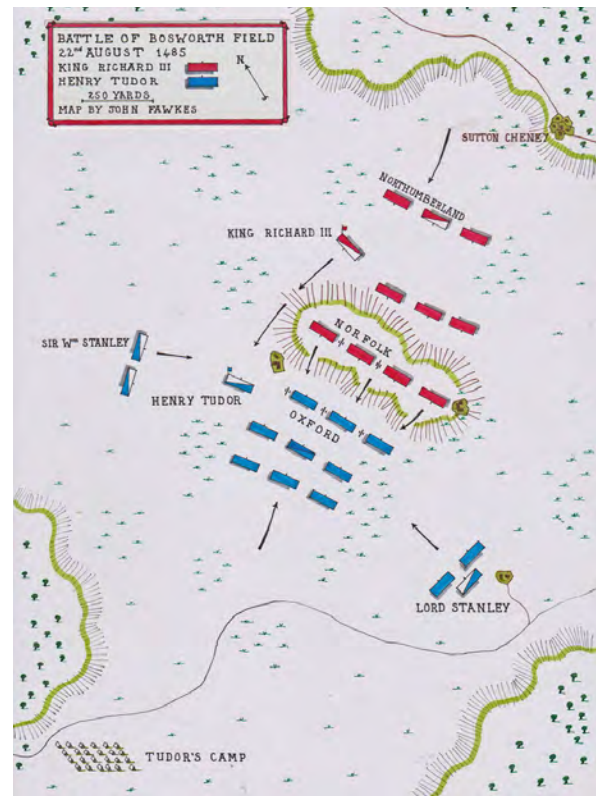 BATTLE OF BOSWORTH FIELD
22nd AUGUST 1485
KING RICHARD III
HENRY TUDOR
N
250 YARDS
MAP BY JOHN FAWKES
SUTTON CHENEY
NORTHUMBERLAND
KING RICHARD III
NORFOLK
SIR Wm STANLEY
HENRY TUDOR
OXFORD
LORD STANLEY
TUDOR'S CAMP